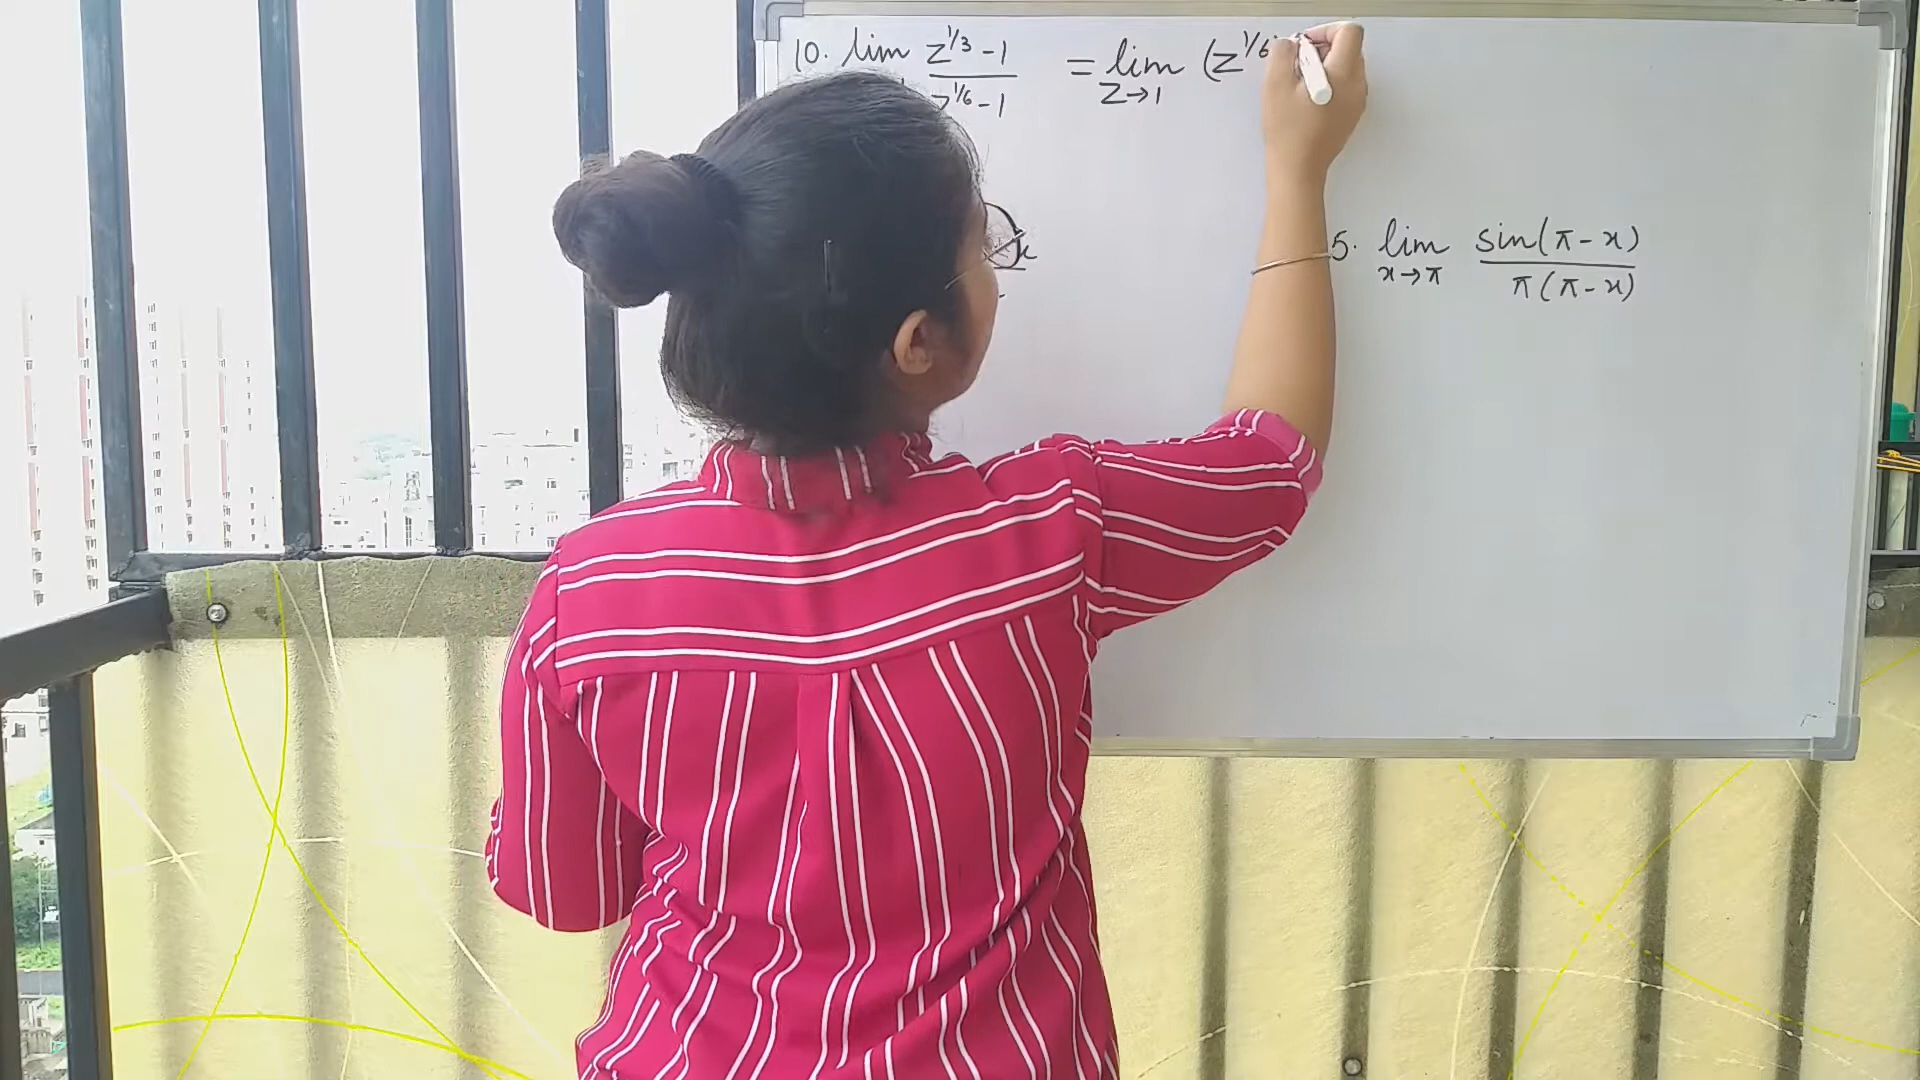 10. lim z^{1/3} - 1 = lim (z^{1/6})
z^{1/6} - 1 z→1
x
5. lim sin(π - x)
x→π π(π - x)